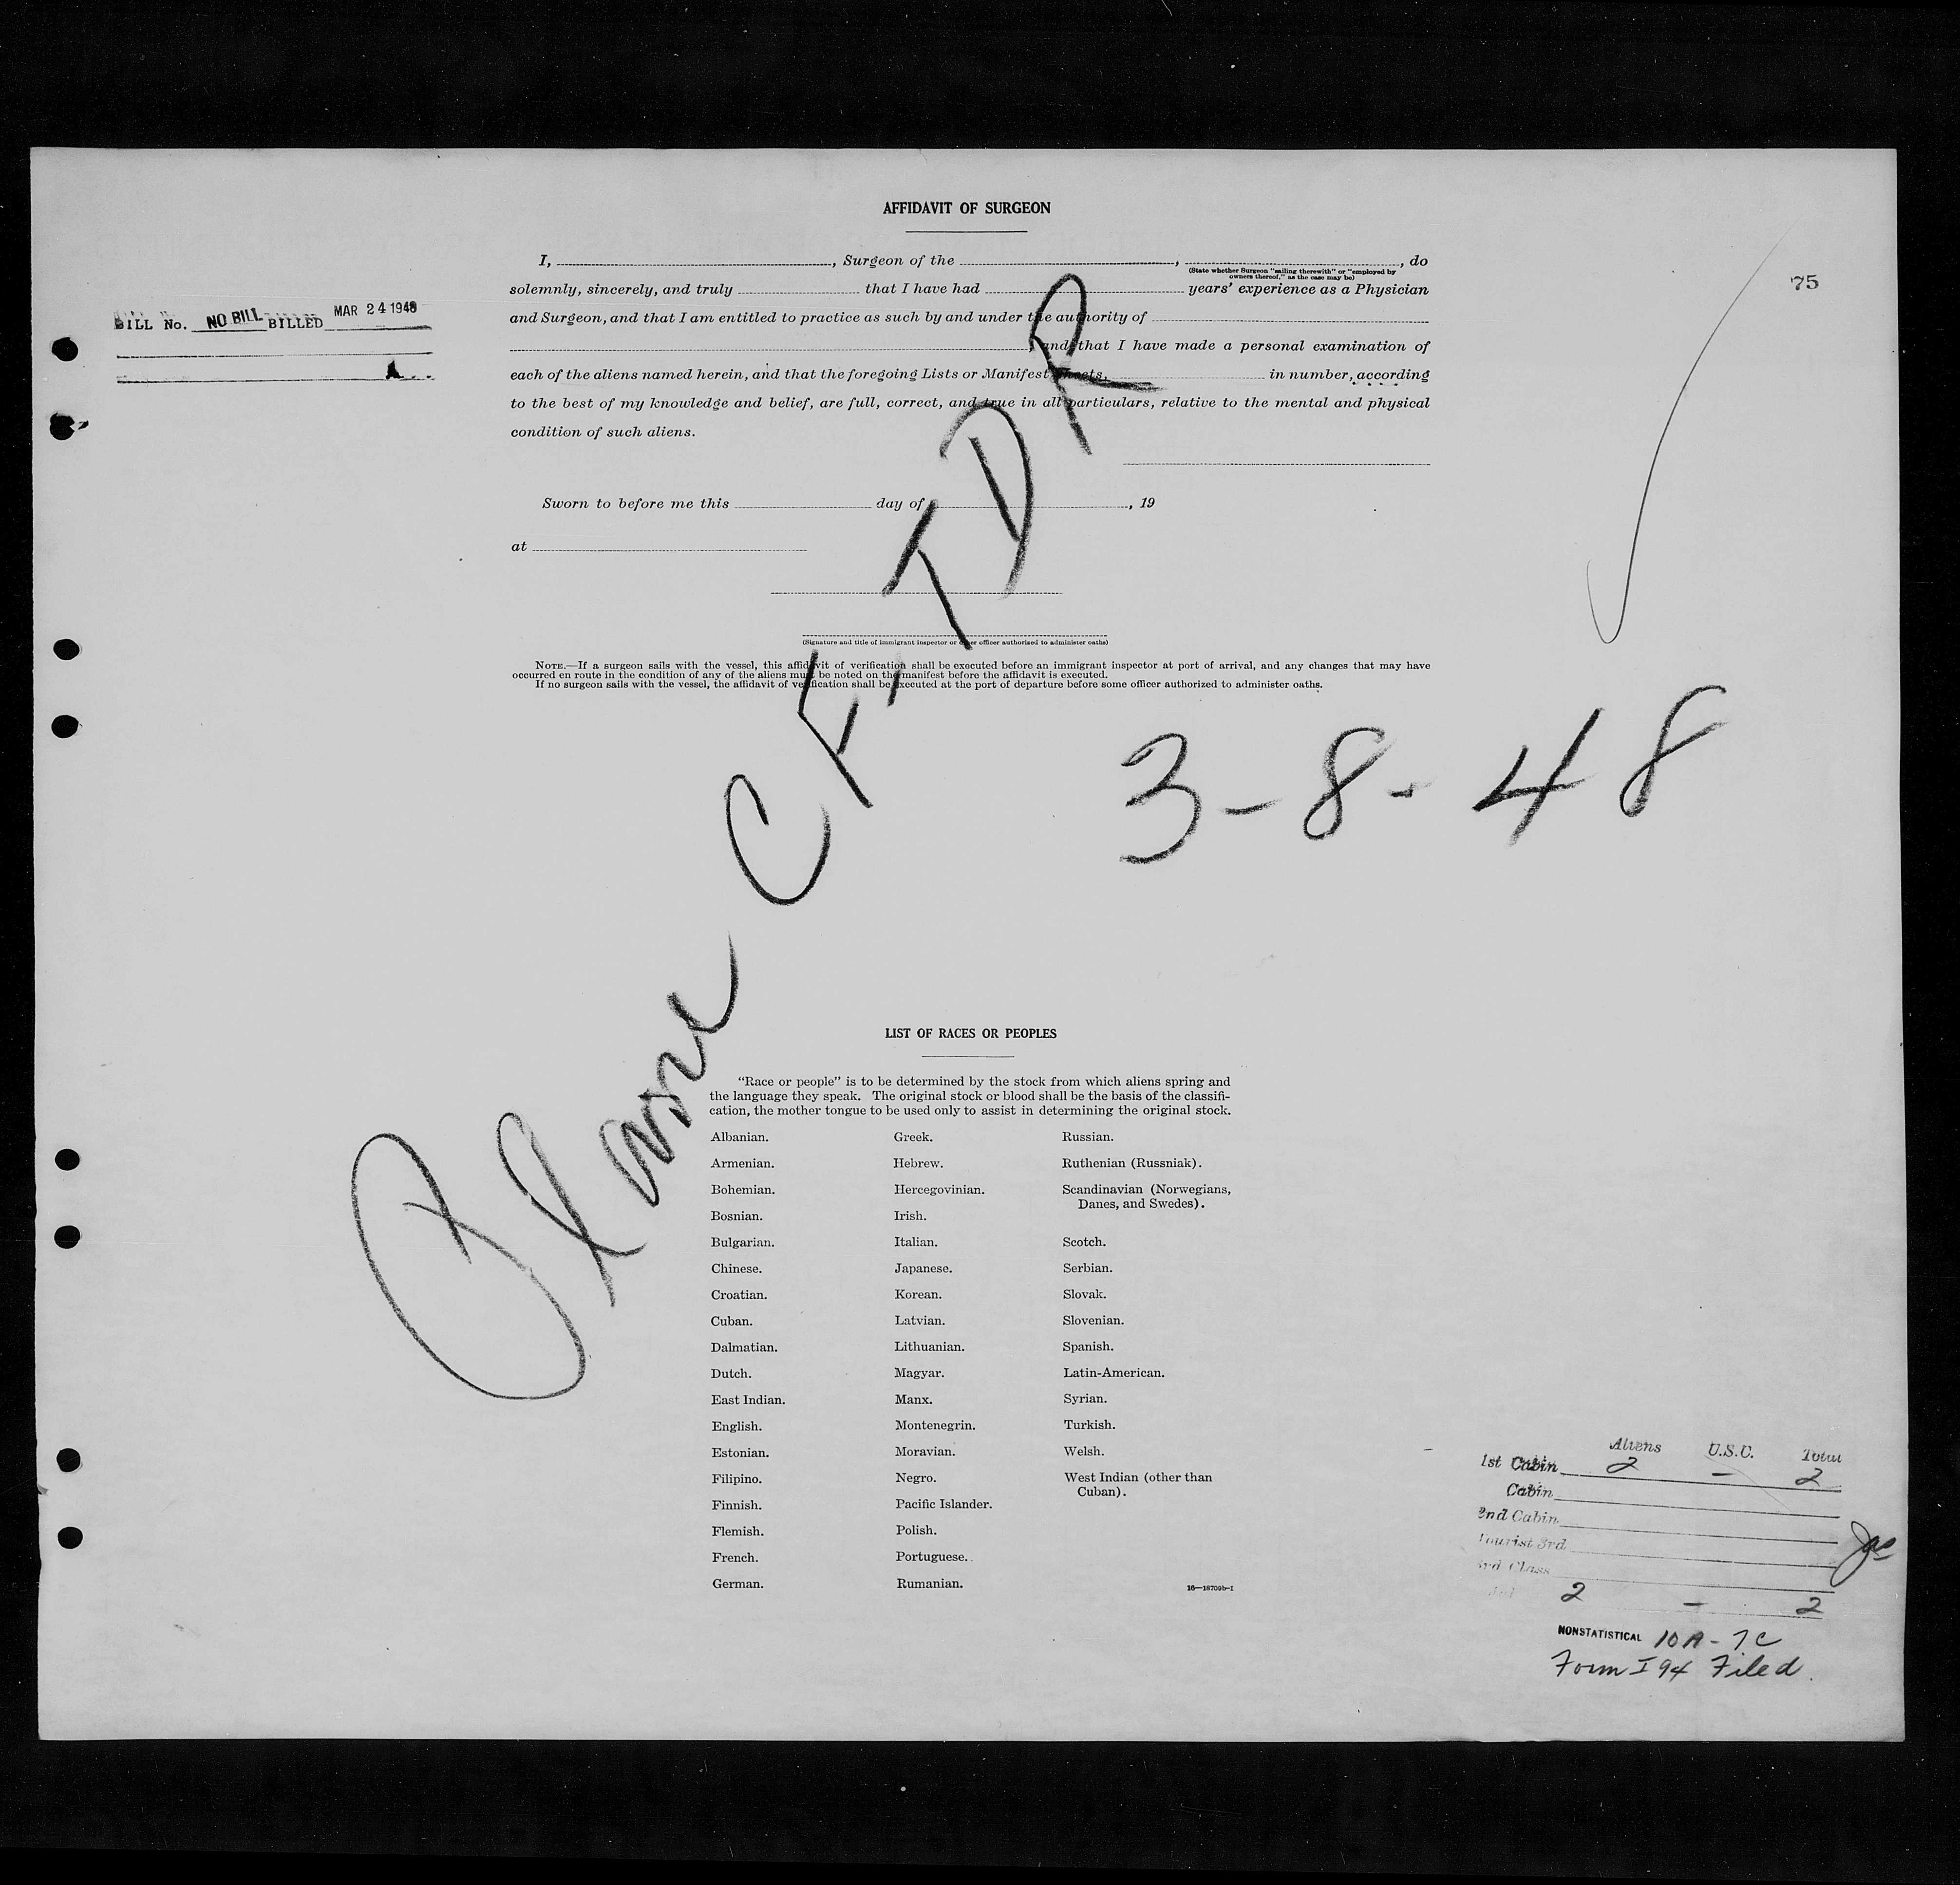 AFFIDAVIT OF SURGEON
75
I, , Surgeon of the , , do
(State whether Surgeon "sailing therewith" or "employed by
owners thereof," as the case may be)
solemnly, sincerely, and truly that I have had years' experience as a Physician
and Surgeon, and that I am entitled to practice as such by and under the authority of
, and that I have made a personal examination of
each of the aliens named herein, and that the foregoing Lists or Manifest Sheets, in number, according
to the best of my knowledge and belief, are full, correct, and true in all particulars, relative to the mental and physical
condition of such aliens.
BILL No. NO BILL BILLED MAR 24 1948
Sworn to before me this day of , 19
at
(Signature and title of immigrant inspector or other officer authorized to administer oaths)
NOTE.—If a surgeon sails with the vessel, this affidavit of verification shall be executed before an immigrant inspector at port of arrival, and any changes that may have
occurred en route in the condition of any of the aliens must be noted on the manifest before the affidavit is executed.
If no surgeon sails with the vessel, the affidavit of verification shall be executed at the port of departure before some officer authorized to administer oaths.
Plane CF-TDR
3-8-48
LIST OF RACES OR PEOPLES
"Race or people" is to be determined by the stock from which aliens spring and
the language they speak. The original stock or blood shall be the basis of the classifi-
cation, the mother tongue to be used only to assist in determining the original stock.
Albanian.
Armenian.
Bohemian.
Bosnian.
Bulgarian.
Chinese.
Croatian.
Cuban.
Dalmatian.
Dutch.
East Indian.
English.
Estonian.
Filipino.
Finnish.
Flemish.
French.
German.
Greek.
Hebrew.
Hercegovinian.
Irish.
Italian.
Japanese.
Korean.
Latvian.
Lithuanian.
Magyar.
Manx.
Montenegrin.
Moravian.
Negro.
Pacific Islander.
Polish.
Portuguese.
Rumanian.
Russian.
Ruthenian (Russniak).
Scandinavian (Norwegians,
Danes, and Swedes).
Scotch.
Serbian.
Slovak.
Slovenian.
Spanish.
Latin-American.
Syrian.
Turkish.
Welsh.
West Indian (other than
Cuban).
16—18709b-1
Aliens U.S.C. Total
1st Cabin 2 – 2
Cabin
2nd Cabin
Tourist 3rd
3rd Class
2 – 2
NONSTATISTICAL 10A-7C
Form I 94 Filed